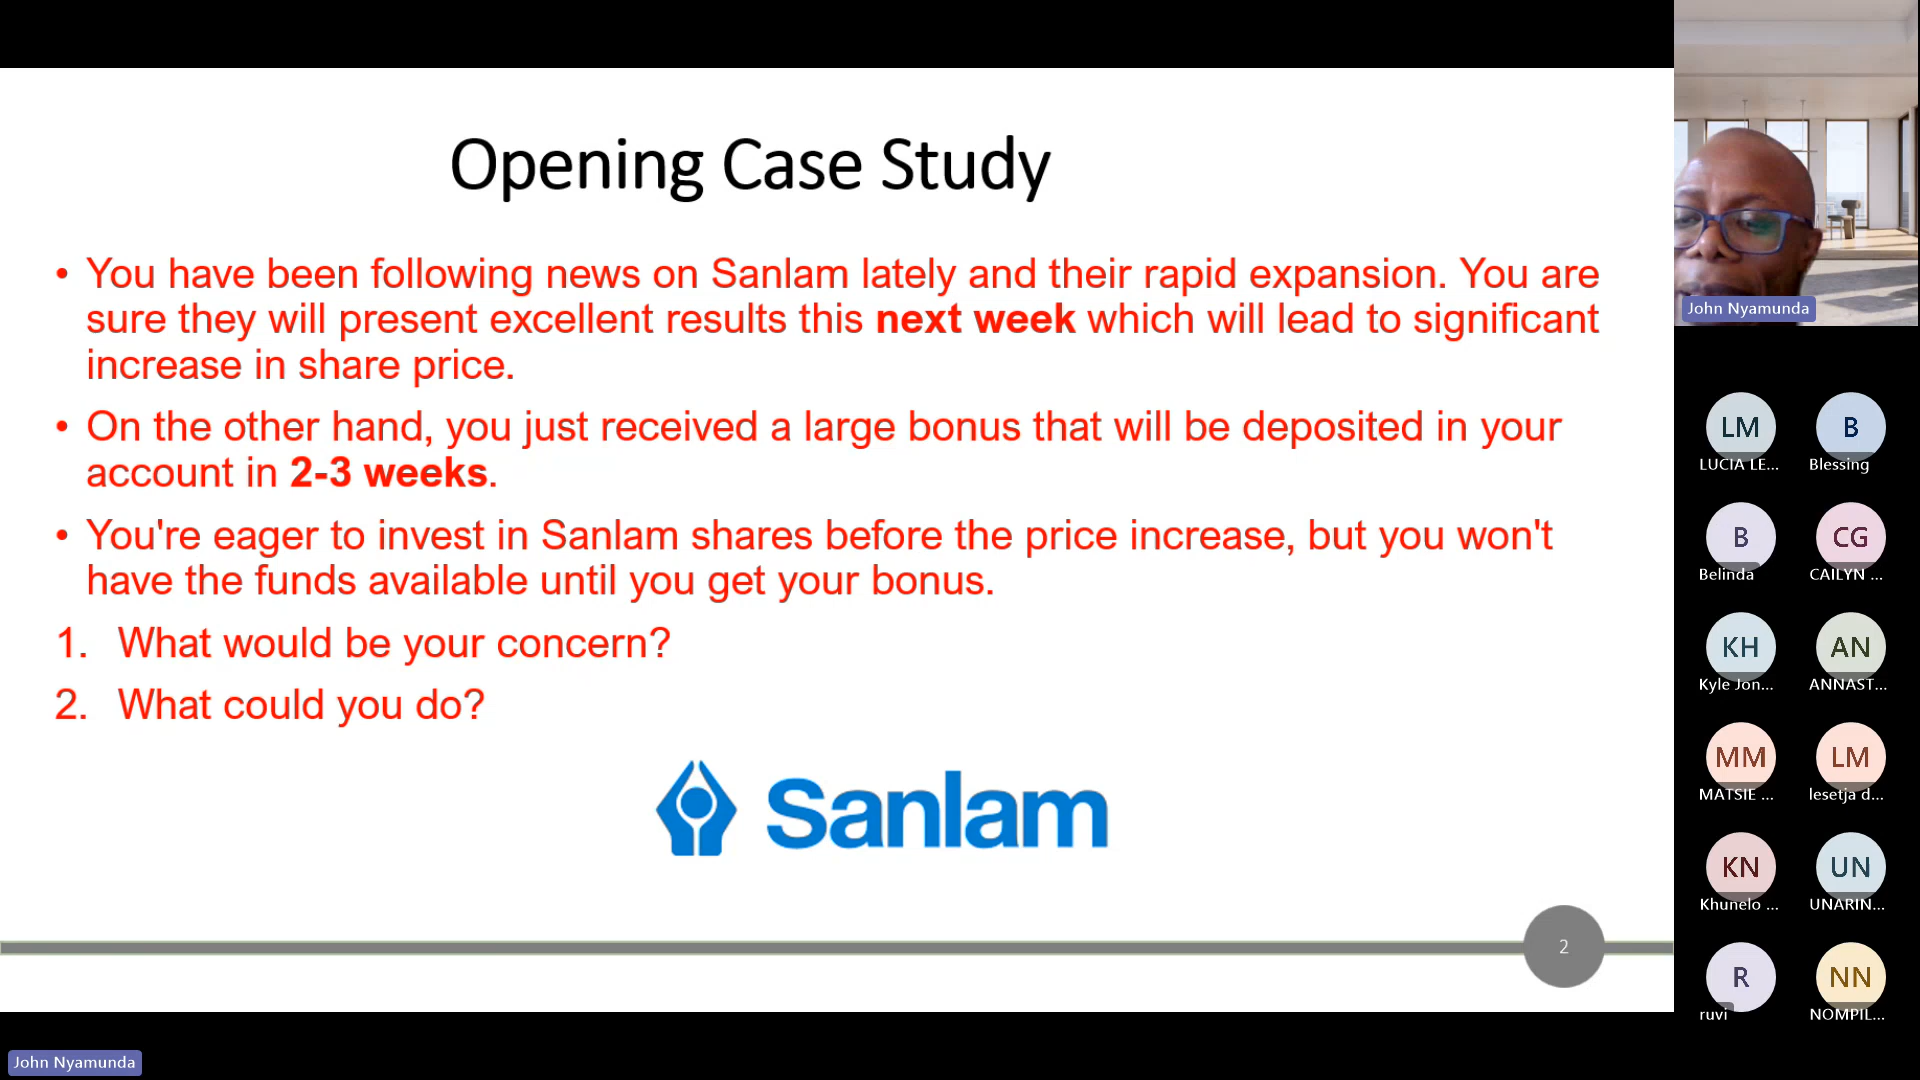 Opening Case Study
• You have been following news on Sanlam lately and their rapid expansion. You are
sure they will present excellent results this next week which will lead to significant
increase in share price.
• On the other hand, you just received a large bonus that will be deposited in your
account in 2-3 weeks.
• You're eager to invest in Sanlam shares before the price increase, but you won't
have the funds available until you get your bonus.
1. What would be your concern?
2. What could you do?
Sanlam
2
John Nyamunda
John Nyamunda
LM
B
LUCIA LE...
Blessing
B
CG
Belinda
CAILYN ...
KH
AN
Kyle Jon...
ANNAST...
MM
LM
MATSIE ...
lesetja d...
KN
UN
Khunelo ...
UNARIN...
R
NN
ruvi
NOMPIL...